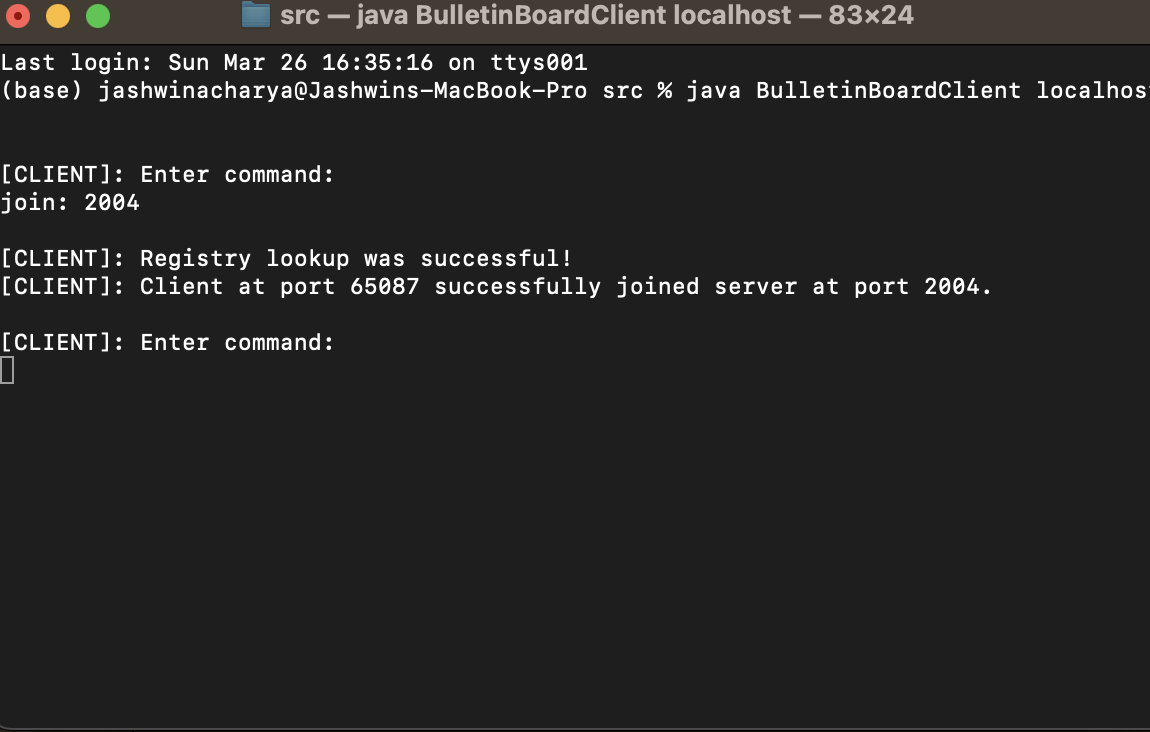 src — java BulletinBoardClient localhost — 83×24
Last login: Sun Mar 26 16:35:16 on ttys001
(base) jashwinacharya@Jashwins-MacBook-Pro src % java BulletinBoardClient localhos
[CLIENT]: Enter command:
join: 2004
[CLIENT]: Registry lookup was successful!
[CLIENT]: Client at port 65087 successfully joined server at port 2004.
[CLIENT]: Enter command: